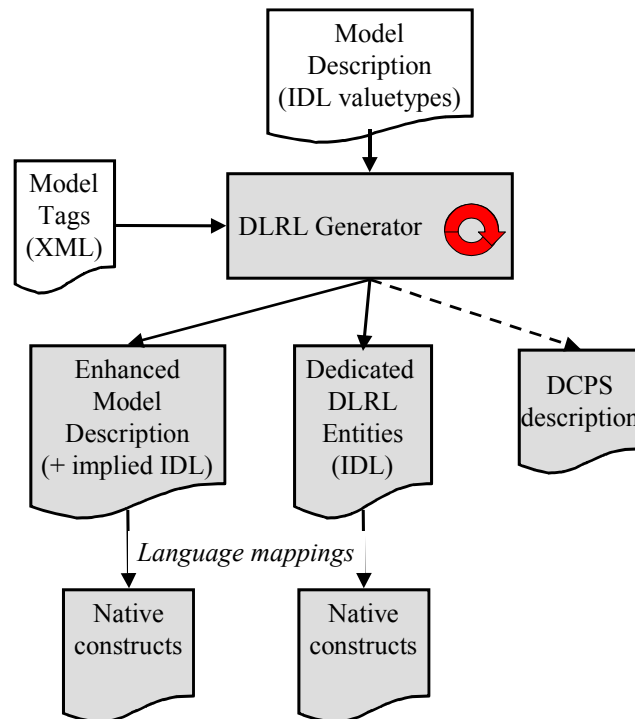 Model
Description
(IDL valuetypes)
Model
Tags
(XML)
DLRL Generator
Enhanced
Model
Description
(+ implied IDL)
Dedicated
DLRL
Entities
(IDL)
DCPS
description
Language mappings
Native
constructs
Native
constructs